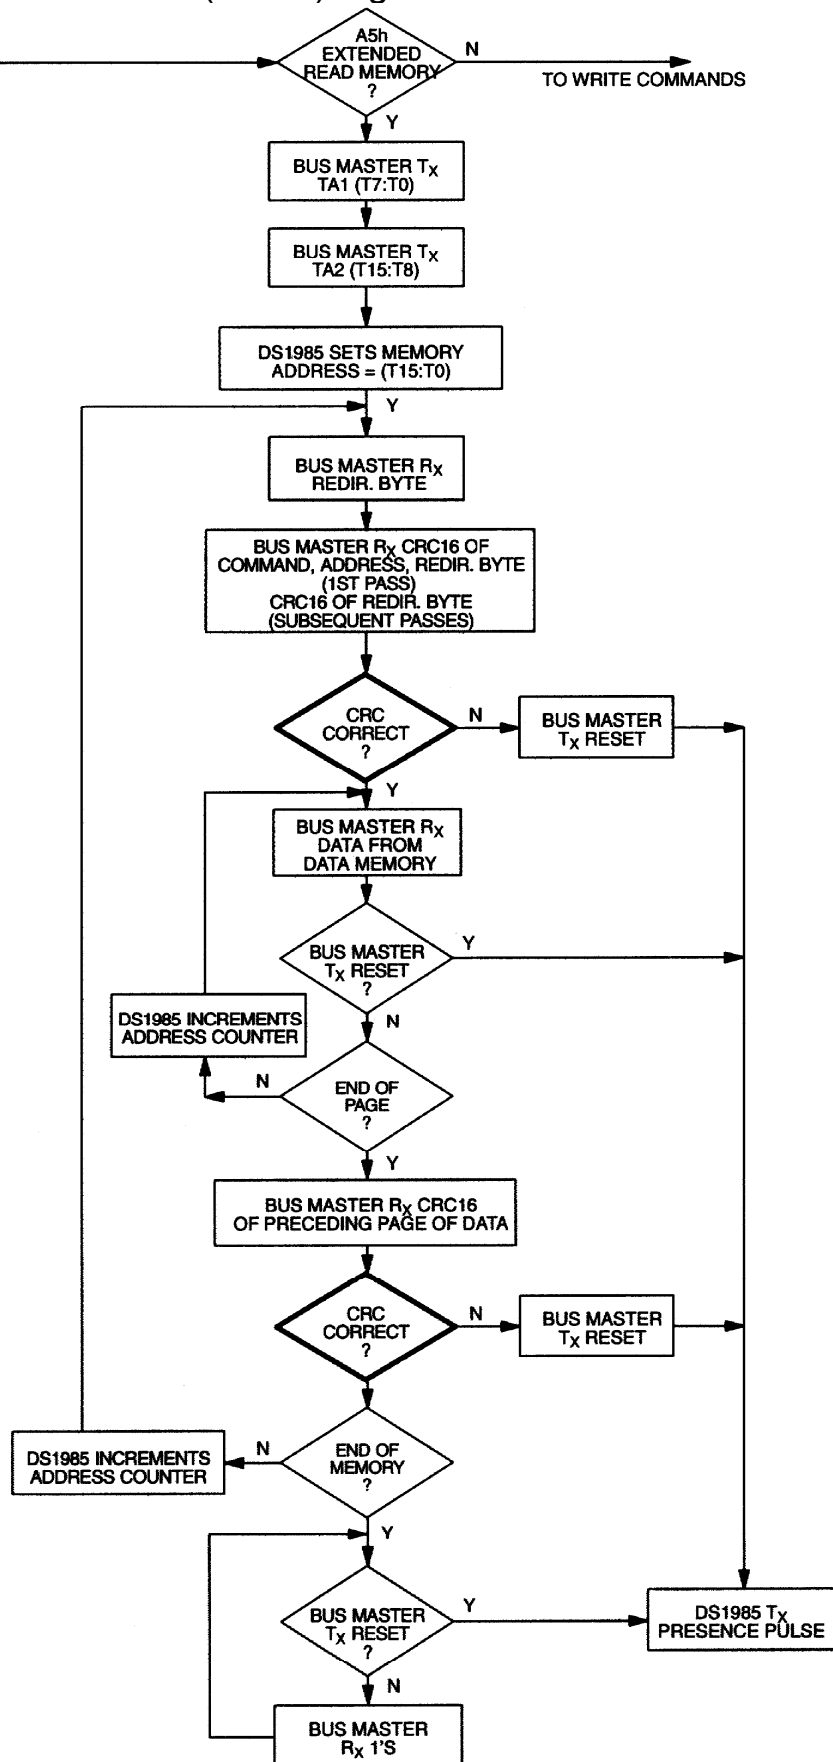 A5h
EXTENDED
READ MEMORY
?
N
TO WRITE COMMANDS
Y
BUS MASTER TX
TA1 (T7:T0)
BUS MASTER TX
TA2 (T15:T8)
DS1985 SETS MEMORY
ADDRESS = (T15:T0)
Y
BUS MASTER RX
REDIR. BYTE
BUS MASTER RX CRC16 OF
COMMAND, ADDRESS, REDIR. BYTE
(1ST PASS)
CRC16 OF REDIR. BYTE
(SUBSEQUENT PASSES)
CRC
CORRECT
?
N
BUS MASTER
TX RESET
Y
BUS MASTER RX
DATA FROM
DATA MEMORY
BUS MASTER
TX RESET
?
Y
N
DS1985 INCREMENTS
ADDRESS COUNTER
N
END OF
PAGE
?
Y
BUS MASTER RX CRC16
OF PRECEDING PAGE OF DATA
CRC
CORRECT
?
N
BUS MASTER
TX RESET
DS1985 INCREMENTS
ADDRESS COUNTER
N
END OF
MEMORY
?
Y
BUS MASTER
TX RESET
?
Y
DS1985 TX
PRESENCE PULSE
N
BUS MASTER
RX 1'S